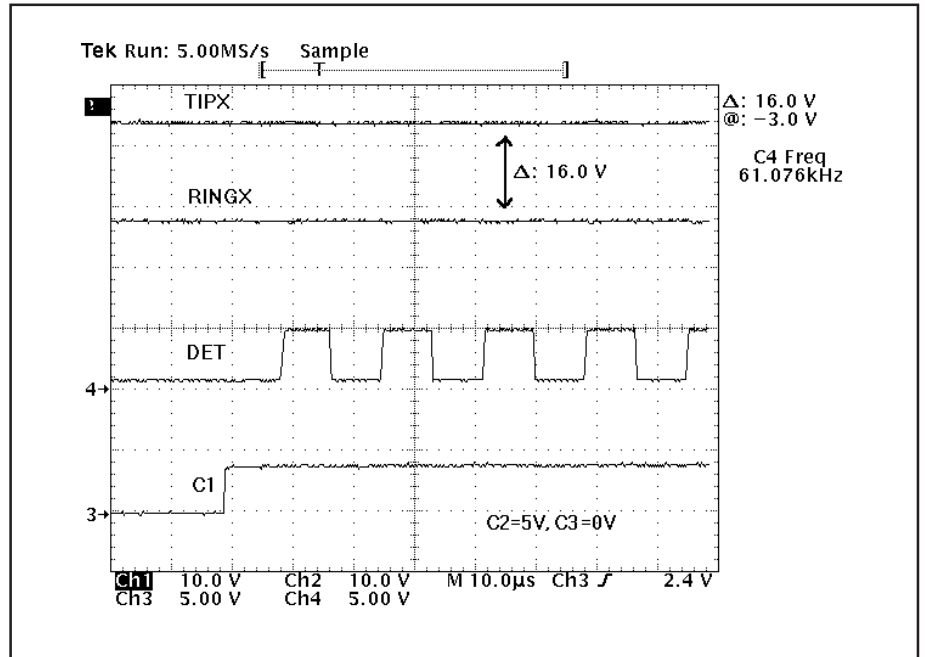 Tek Run: 5.00MS/s Sample
[ T ]
TIPX
Δ: 16.0 V
@: −3.0 V
C4 Freq
61.076kHz
Δ: 16.0 V
RINGX
DET
4→
C1
3→
C2=5V, C3=0V
Ch1 10.0 V Ch2 10.0 V M 10.0µs Ch3 ƒ 2.4 V
Ch3 5.00 V Ch4 5.00 V